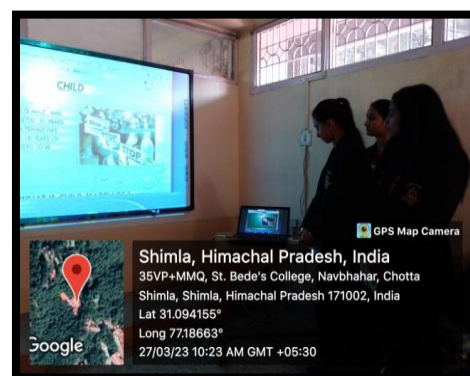 CHILD
STOP
GPS Map Camera
Shimla, Himachal Pradesh, India
35VP+MMQ, St. Bede's College, Navbhahar, Chotta
Shimla, Shimla, Himachal Pradesh 171002, India
Lat 31.094155°
Long 77.18663°
27/03/23 10:23 AM GMT +05:30
Google